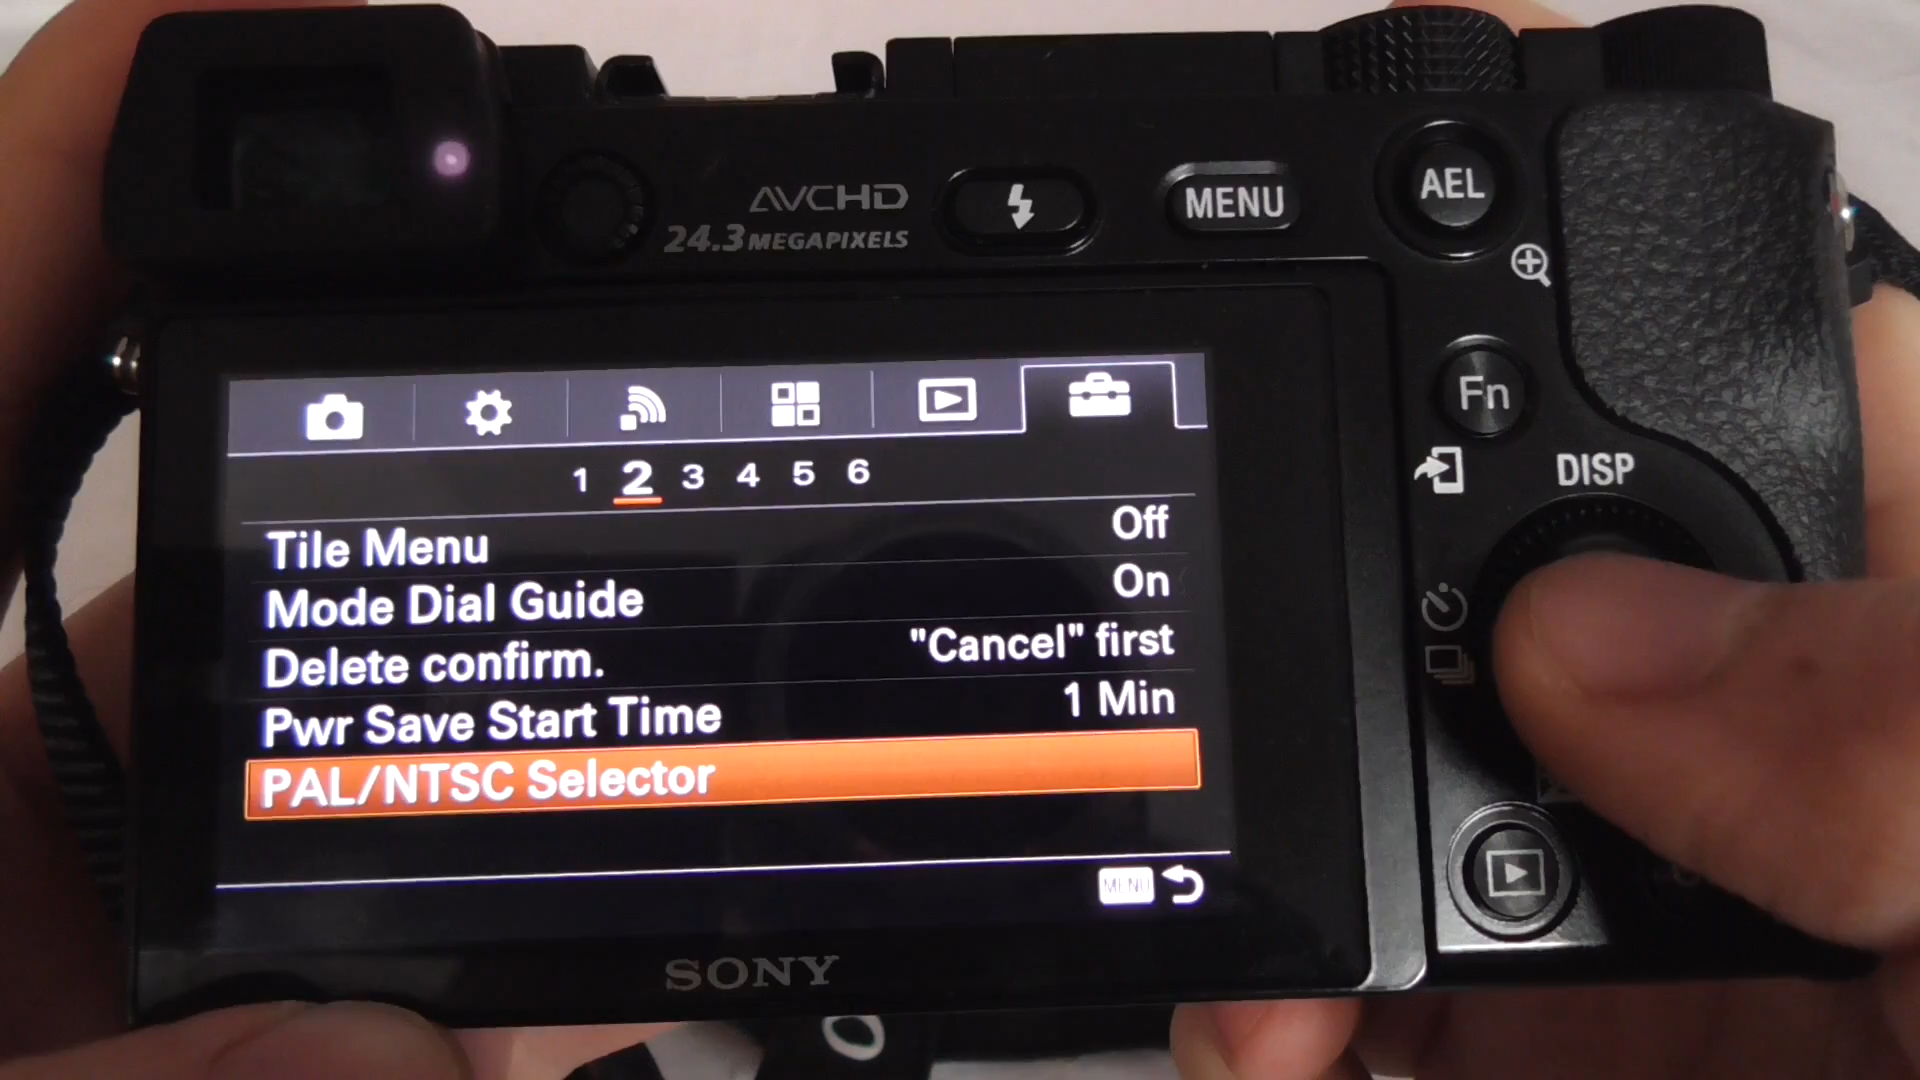 AVCHD
24.3 MEGAPIXELS
MENU
AEL
Fn
DISP
1 2 3 4 5 6
Tile Menu Off
Mode Dial Guide On
Delete confirm. "Cancel" first
Pwr Save Start Time 1 Min
PAL/NTSC Selector
MENU
SONY